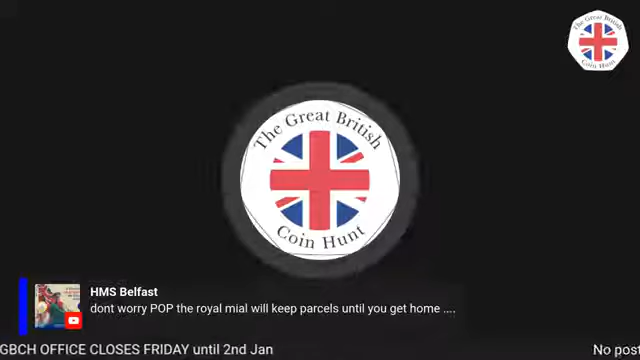 The Great British
Coin Hunt
The Great British
Coin Hunt
HMS Belfast
dont worry POP the royal mial will keep parcels until you get home ....
GBCH OFFICE CLOSES FRIDAY until 2nd Jan
No post